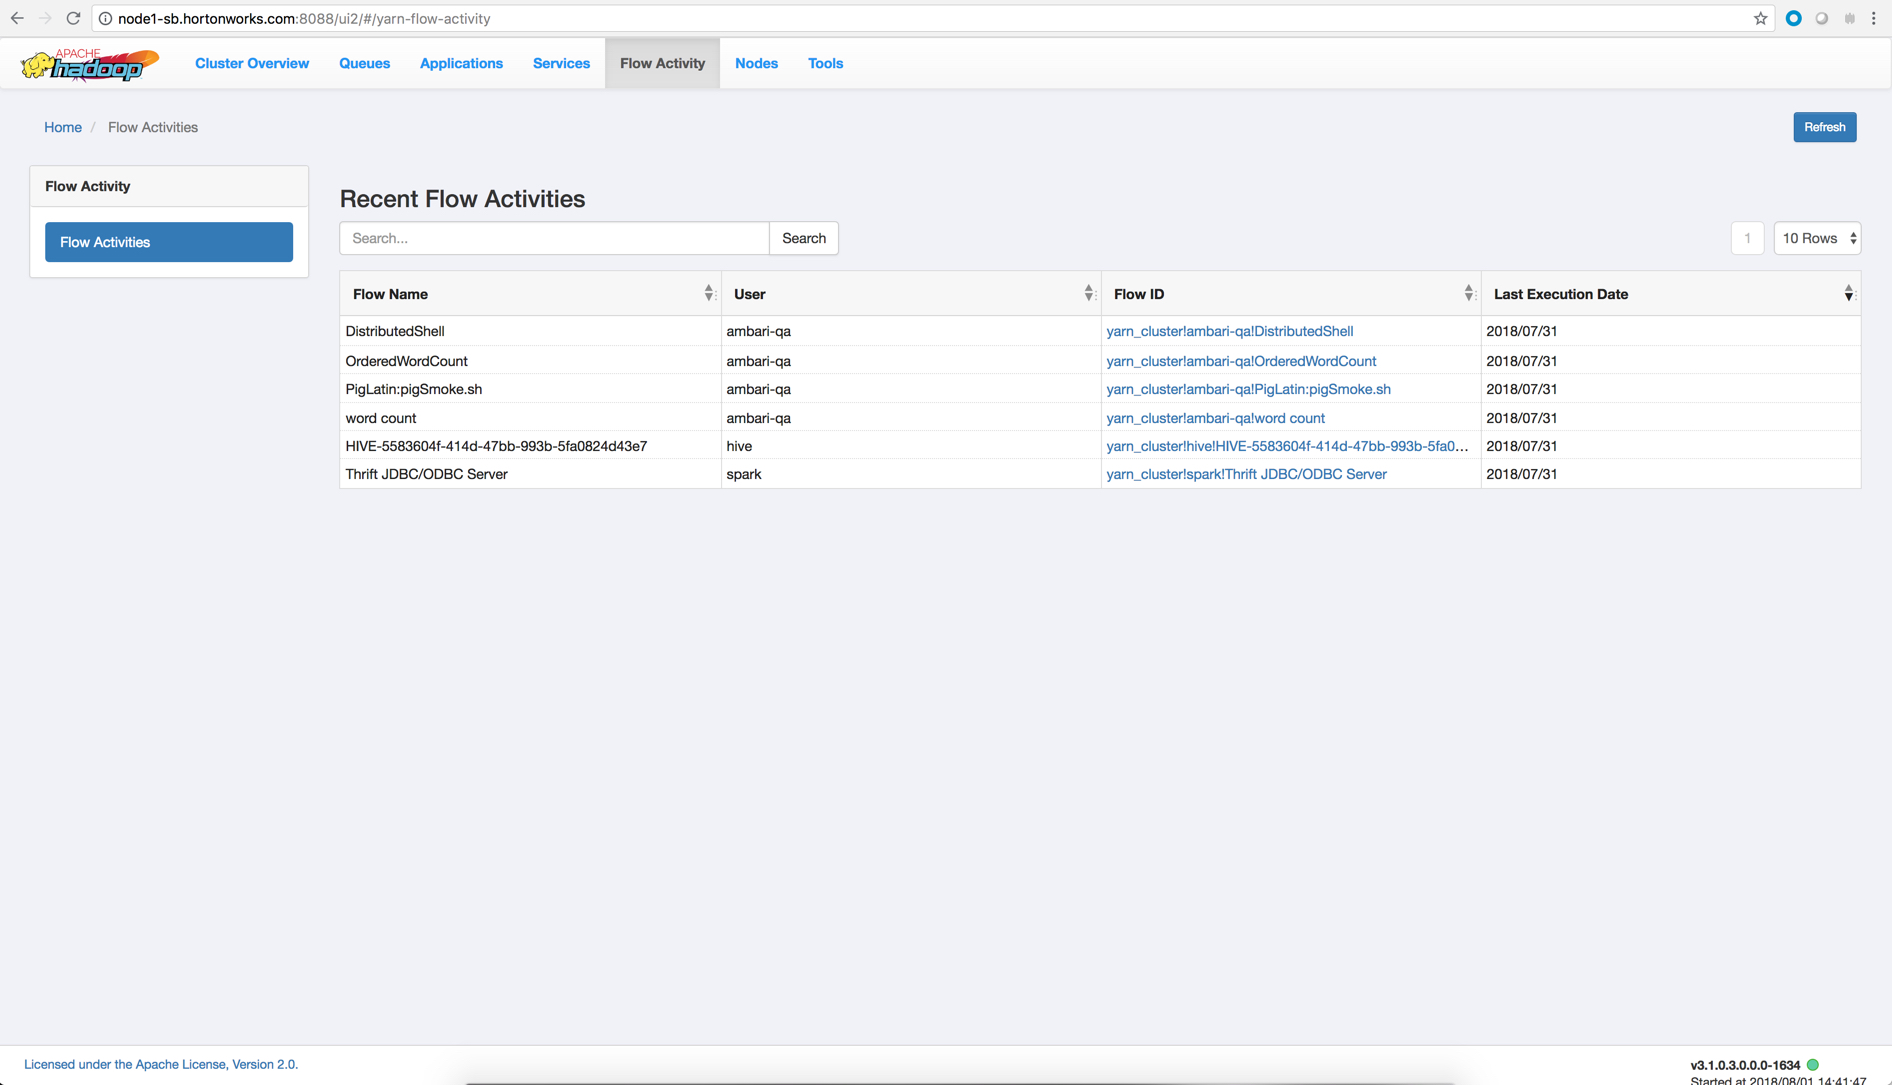 node1-sb.hortonworks.com:8088/ui2/#/yarn-flow-activity
APACHE
hadoop
Cluster Overview Queues Applications Services Flow Activity Nodes Tools
Home / Flow Activities
Refresh
Flow Activity
Flow Activities
Recent Flow Activities
Search... Search
1 10 Rows
Flow Name User Flow ID Last Execution Date
DistributedShell ambari-qa yarn_cluster!ambari-qa!DistributedShell 2018/07/31
OrderedWordCount ambari-qa yarn_cluster!ambari-qa!OrderedWordCount 2018/07/31
PigLatin:pigSmoke.sh ambari-qa yarn_cluster!ambari-qa!PigLatin:pigSmoke.sh 2018/07/31
word count ambari-qa yarn_cluster!ambari-qa!word count 2018/07/31
HIVE-5583604f-414d-47bb-993b-5fa0824d43e7 hive yarn_cluster!hive!HIVE-5583604f-414d-47bb-993b-5fa0... 2018/07/31
Thrift JDBC/ODBC Server spark yarn_cluster!spark!Thrift JDBC/ODBC Server 2018/07/31
Licensed under the Apache License, Version 2.0.
v3.1.0.3.0.0.0-1634
Started at 2018/08/01 14:41:47